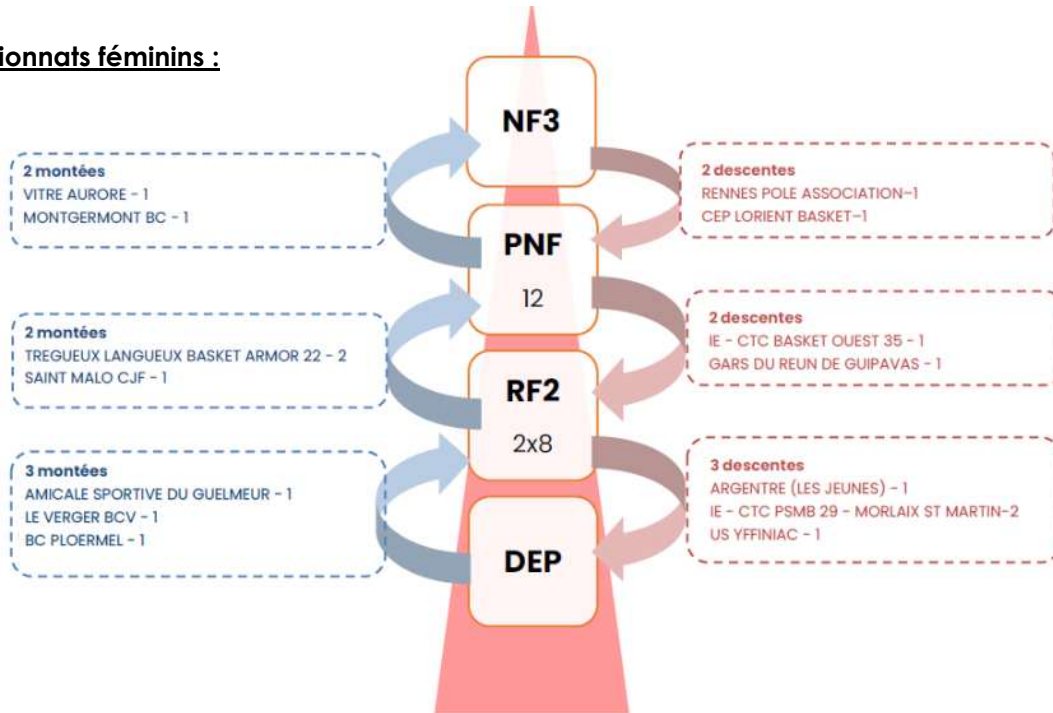 ionnats féminins :
NF3
2 montées
VITRE AURORE - 1
MONTGERMONT BC - 1
2 descentes
RENNES POLE ASSOCIATION-1
CEP LORIENT BASKET-1
PNF
12
2 montées
TREGUEUX LANGUEUX BASKET ARMOR 22 - 2
SAINT MALO CJF - 1
2 descentes
IE - CTC BASKET OUEST 35 - 1
GARS DU REUN DE GUIPAVAS - 1
RF2
2x8
3 montées
AMICALE SPORTIVE DU GUELMEUR - 1
LE VERGER BCV - 1
BC PLOERMEL - 1
3 descentes
ARGENTRE (LES JEUNES) - 1
IE - CTC PSMB 29 - MORLAIX ST MARTIN-2
US YFFINIAC - 1
DEP